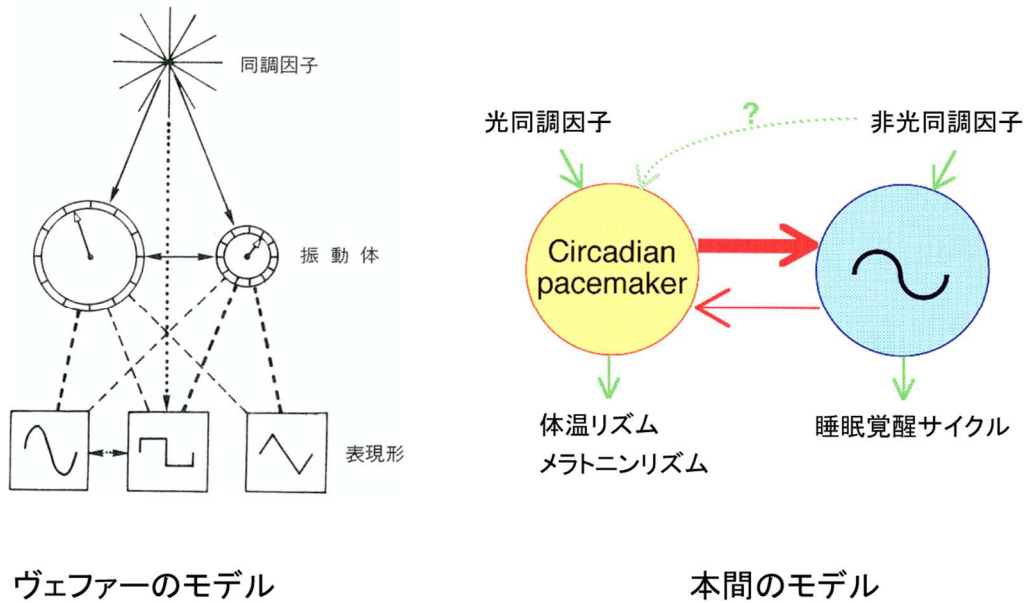 同調因子
振動体
表現形
ヴェファーのモデル
光同調因子
?
非光同調因子
Circadian
pacemaker
体温リズム
メラトニンリズム
睡眠覚醒サイクル
本間のモデル